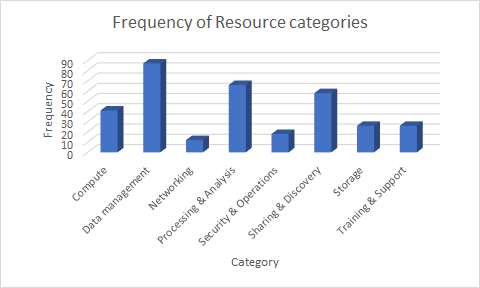 Frequency of Resource categories
Frequency
90
80
70
60
50
40
30
20
10
0
Compute
Data management
Networking
Processing & Analysis
Security & Operations
Sharing & Discovery
Storage
Training & Support
Category